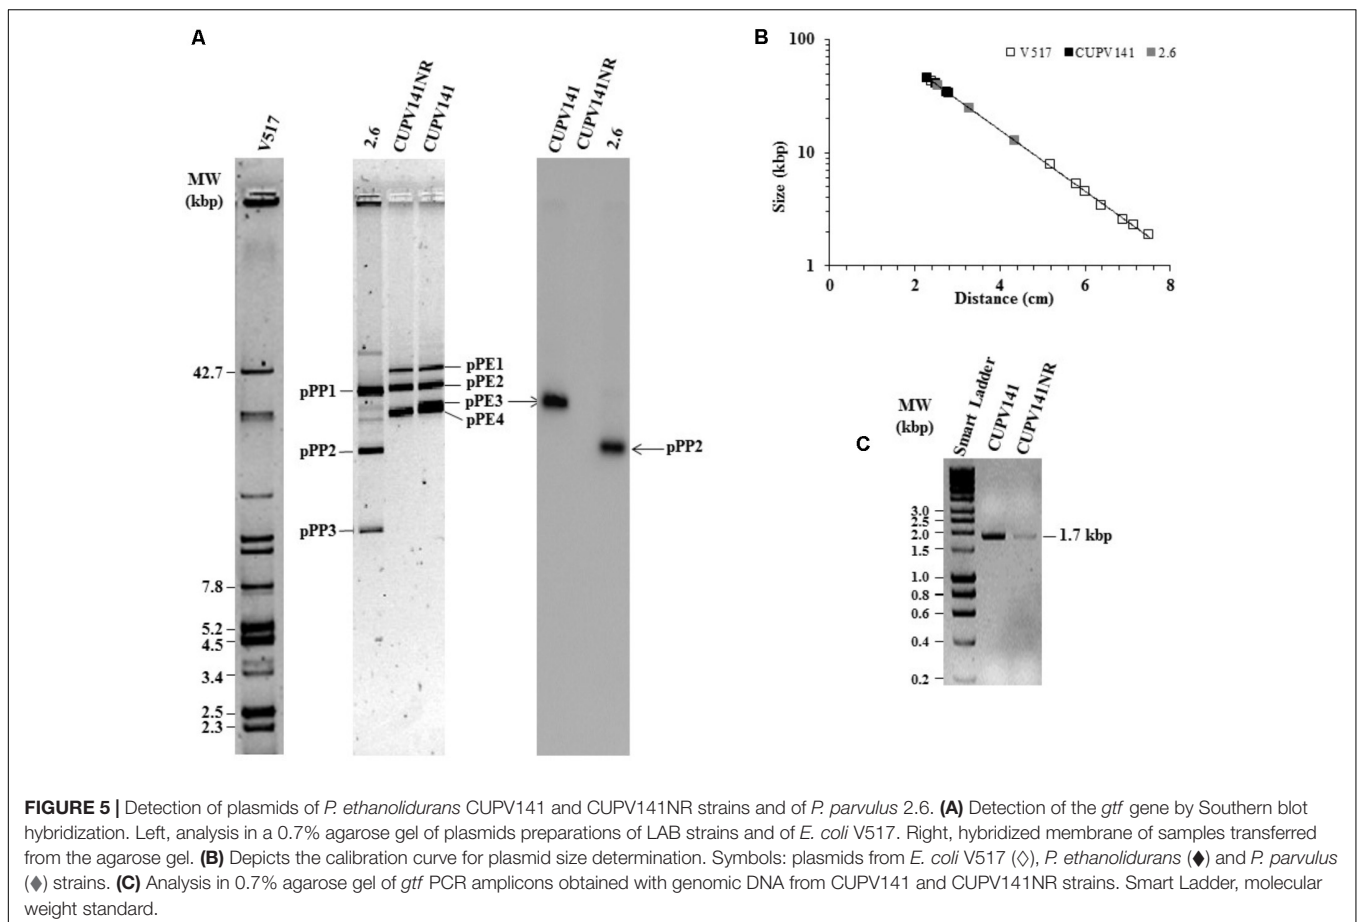 A
V517
2.6
CUPV141NR
CUPV141
CUPV141
CUPV141NR
2.6
MW
(kbp)
42.7
7.8
5.2
4.5
3.4
2.5
2.3
pPP1
pPP2
pPP3
pPE1
pPE2
pPE3
pPE4
pPP2
B
100
10
1
Size (kbp)
0 2 4 6 8
Distance (cm)
V517 CUPV141 2.6
C
MW
(kbp)
Smart Ladder
CUPV141
CUPV141NR
3.0
2.5
2.0
1.5
1.0
0.8
0.6
0.4
0.2
1.7 kbp
FIGURE 5 | Detection of plasmids of P. ethanolidurans CUPV141 and CUPV141NR strains and of P. parvulus 2.6. (A) Detection of the gtf gene by Southern blot
hybridization. Left, analysis in a 0.7% agarose gel of plasmids preparations of LAB strains and of E. coli V517. Right, hybridized membrane of samples transferred
from the agarose gel. (B) Depicts the calibration curve for plasmid size determination. Symbols: plasmids from E. coli V517 (◊), P. ethanolidurans (♦) and P. parvulus
(♦) strains. (C) Analysis in 0.7% agarose gel of gtf PCR amplicons obtained with genomic DNA from CUPV141 and CUPV141NR strains. Smart Ladder, molecular
weight standard.